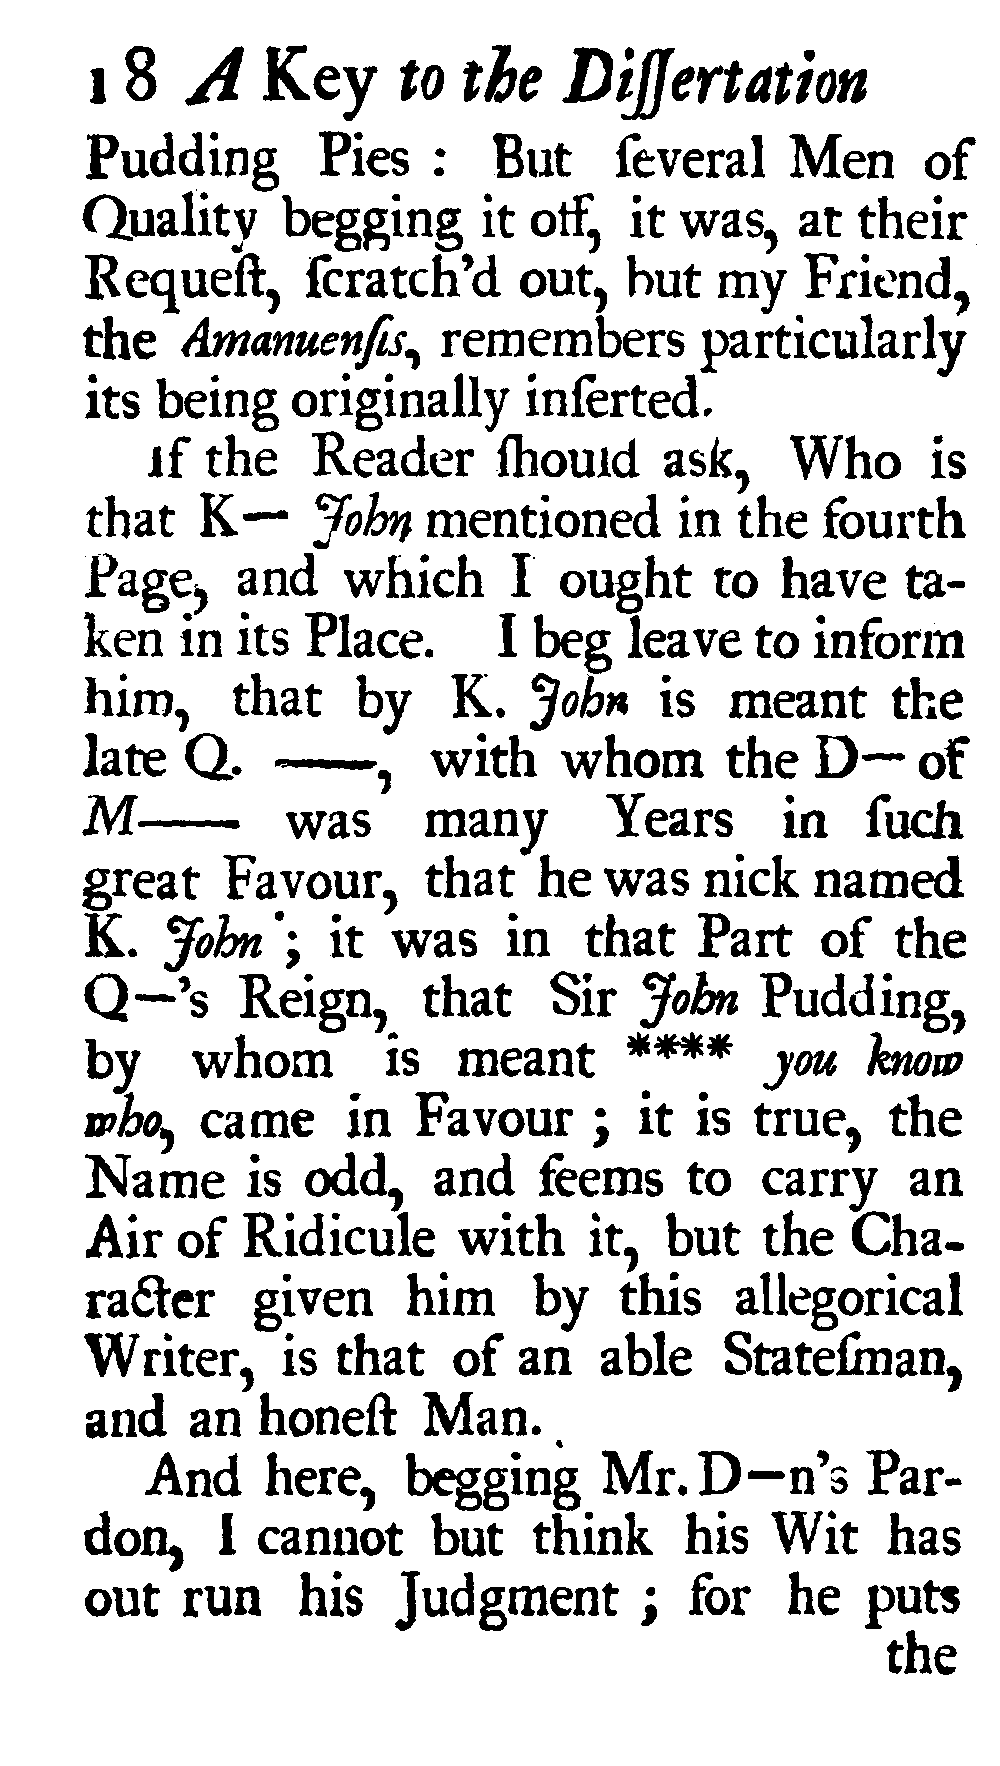 18 A Key to the Diſſertation
Pudding Pies : But ſeveral Men of
Quality begging it off, it was, at their
Requeſt, ſcratch'd out, but my Friend,
the Amanuenſis, remembers particularly
its being originally inſerted.
If the Reader ſhould ask, Who is
that K— John mentioned in the fourth
Page, and which I ought to have ta-
ken in its Place. I beg leave to inform
him, that by K. John is meant the
late Q. ——, with whom the D— of
M—— was many Years in ſuch
great Favour, that he was nick named
K. John ; it was in that Part of the
Q—'s Reign, that Sir John Pudding,
by whom is meant **** you know
who, came in Favour ; it is true, the
Name is odd, and ſeems to carry an
Air of Ridicule with it, but the Cha-
racter given him by this allegorical
Writer, is that of an able Stateſman,
and an honeſt Man.
And here, begging Mr. D—n's Par-
don, I cannot but think his Wit has
out run his Judgment ; for he puts
the